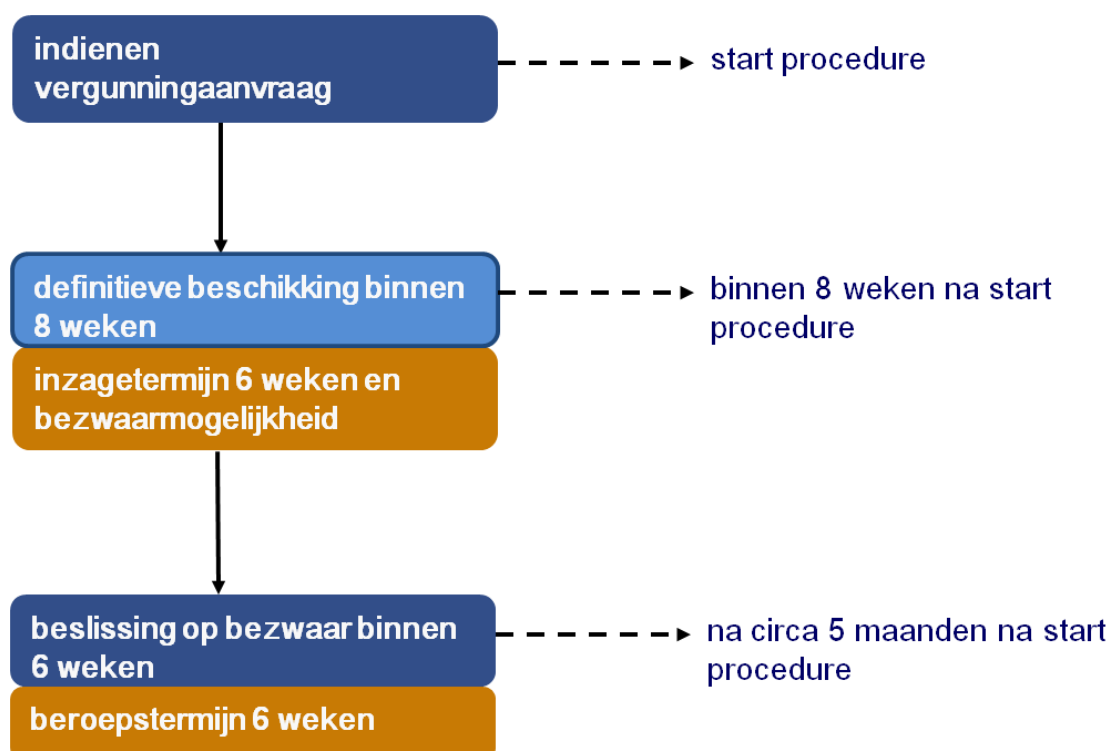 indienen
vergunningaanvraag
start procedure
definitieve beschikking binnen
8 weken
binnen 8 weken na start
procedure
inzagetermijn 6 weken en
bezwaarmogelijkheid
beslissing op bezwaar binnen
6 weken
na circa 5 maanden na start
procedure
beroepstermijn 6 weken